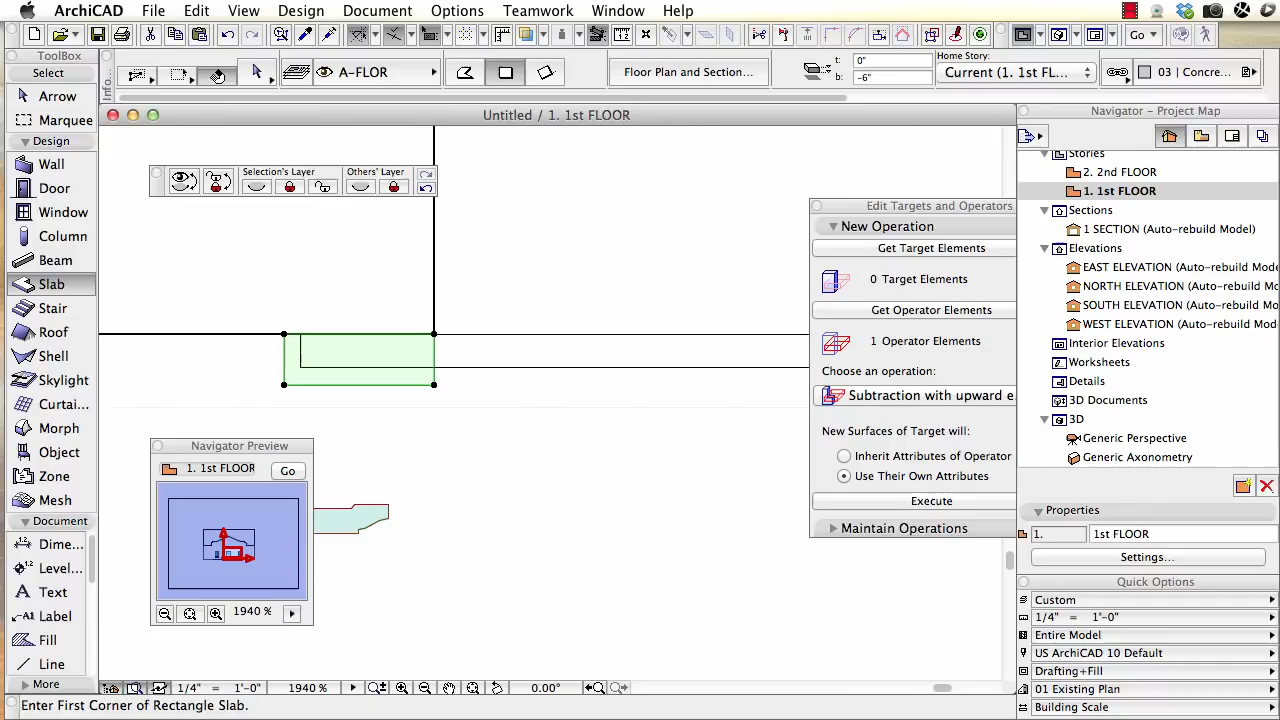 ArchiCAD File Edit View Design Document Options Teamwork Window Help
Go
ToolBox
Select
Arrow
Marquee
Design
Wall
Door
Window
Column
Beam
Slab
Stair
Roof
Shell
Skylight
Curtai...
Morph
Object
Zone
Mesh
Document
Dime...
Level...
Text
Label
Fill
Line
More
Info...
A-FLOR
Floor Plan and Section...
t: 0"
b: -6"
Home Story:
Current (1. 1st FL...
03 | Concre...
Untitled / 1. 1st FLOOR
Selection's Layer Others' Layer
Edit Targets and Operators
New Operation
Get Target Elements
0 Target Elements
Get Operator Elements
1 Operator Elements
Choose an operation:
Subtraction with upward e
New Surfaces of Target will:
Inherit Attributes of Operator
Use Their Own Attributes
Execute
Maintain Operations
Navigator Preview
1. 1st FLOOR
Go
1940 %
1/4" = 1'-0" 1940 % 0.00°
Enter First Corner of Rectangle Slab.
Navigator - Project Map
Stories
2. 2nd FLOOR
1. 1st FLOOR
Sections
1 SECTION (Auto-rebuild Model)
Elevations
EAST ELEVATION (Auto-rebuild Mode
NORTH ELEVATION (Auto-rebuild Mo
SOUTH ELEVATION (Auto-rebuild Mo
WEST ELEVATION (Auto-rebuild Mod
Interior Elevations
Worksheets
Details
3D Documents
3D
Generic Perspective
Generic Axonometry
Properties
1. 1st FLOOR
Settings...
Quick Options
Custom
1/4" = 1'-0"
Entire Model
US ArchiCAD 10 Default
Drafting+Fill
01 Existing Plan
Building Scale